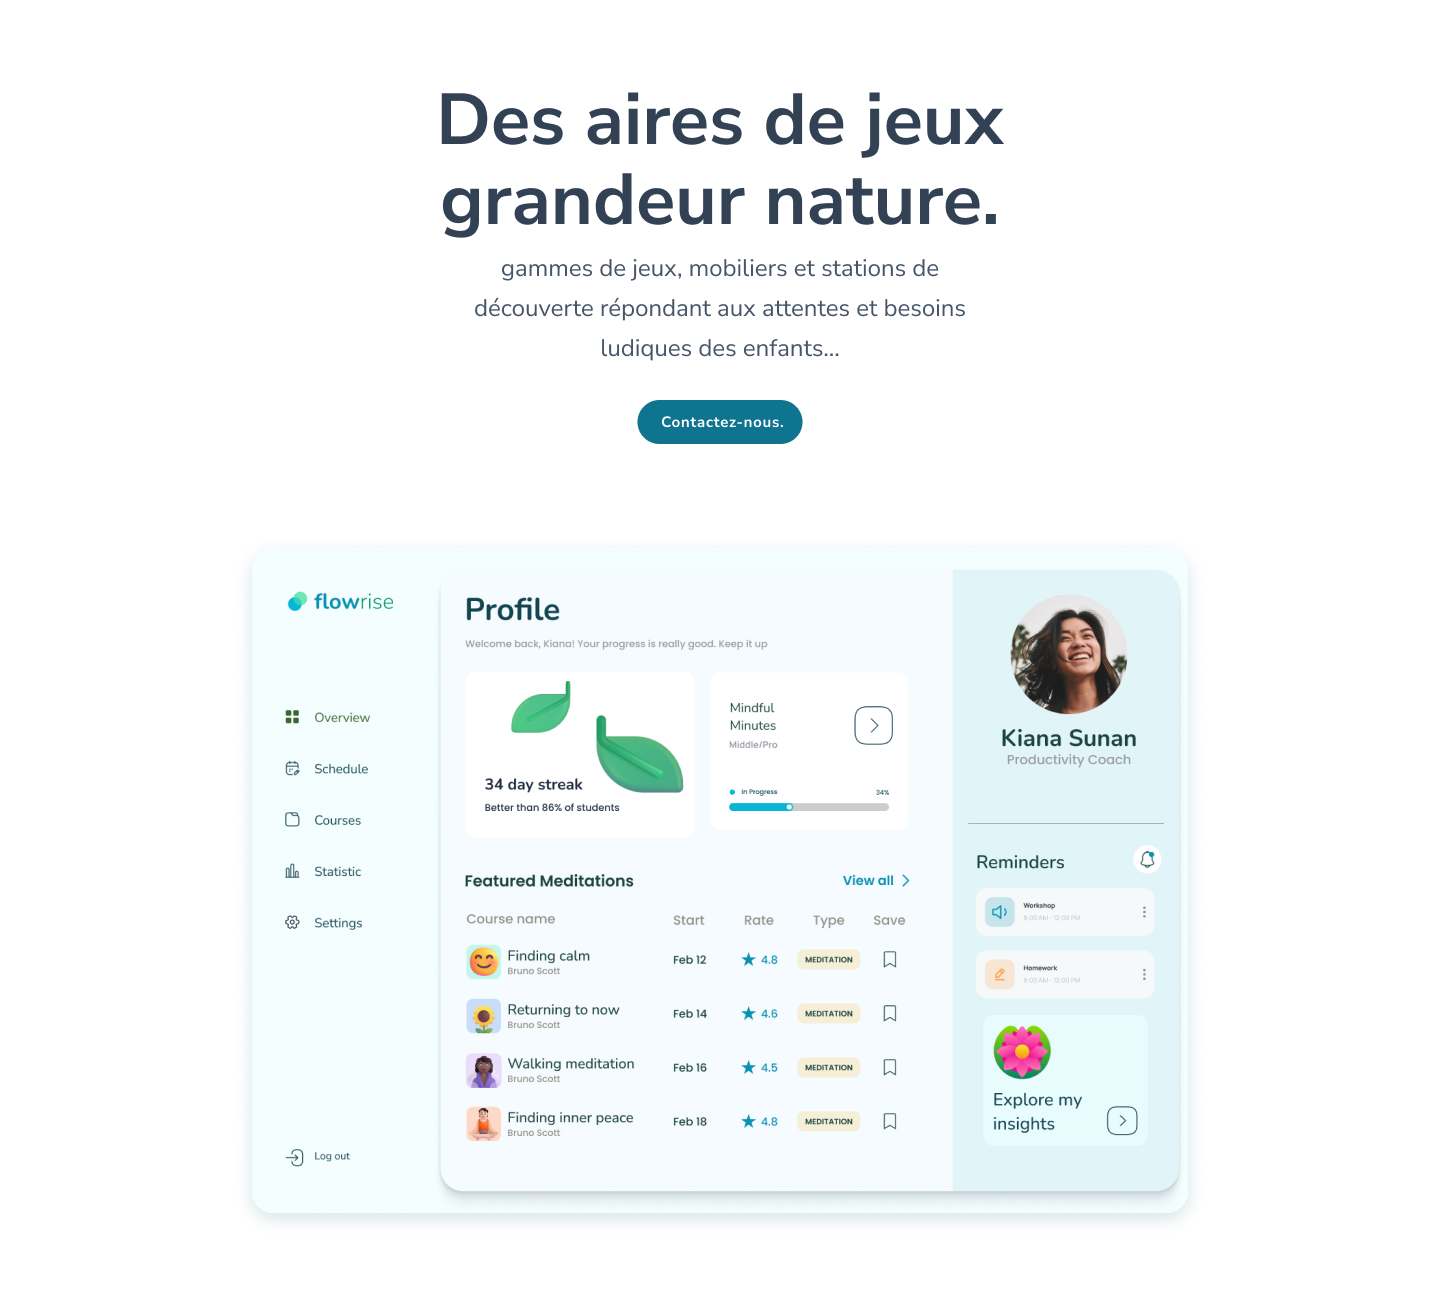 Des aires de jeux
grandeur nature.
gammes de jeux, mobiliers et stations de
découverte répondant aux attentes et besoins
ludiques des enfants...
Contactez-nous.
flowrise
Overview
Schedule
Courses
Statistic
Settings
Log out
Profile
Welcome back, Kiana! Your progress is really good. Keep it up
34 day streak
Better than 86% of students
Mindful
Minutes
Middle/Pro
In Progress 34%
Featured Meditations View all
Course name Start Rate Type Save
Finding calm Feb 12 4.8 MEDITATION
Bruno Scott
Returning to now Feb 14 4.6 MEDITATION
Bruno Scott
Walking meditation Feb 16 4.5 MEDITATION
Bruno Scott
Finding inner peace Feb 18 4.8 MEDITATION
Bruno Scott
Kiana Sunan
Productivity Coach
Reminders
Workshop
8:00 AM - 12:00 PM
Homework
8:00 AM - 12:00 PM
Explore my
insights